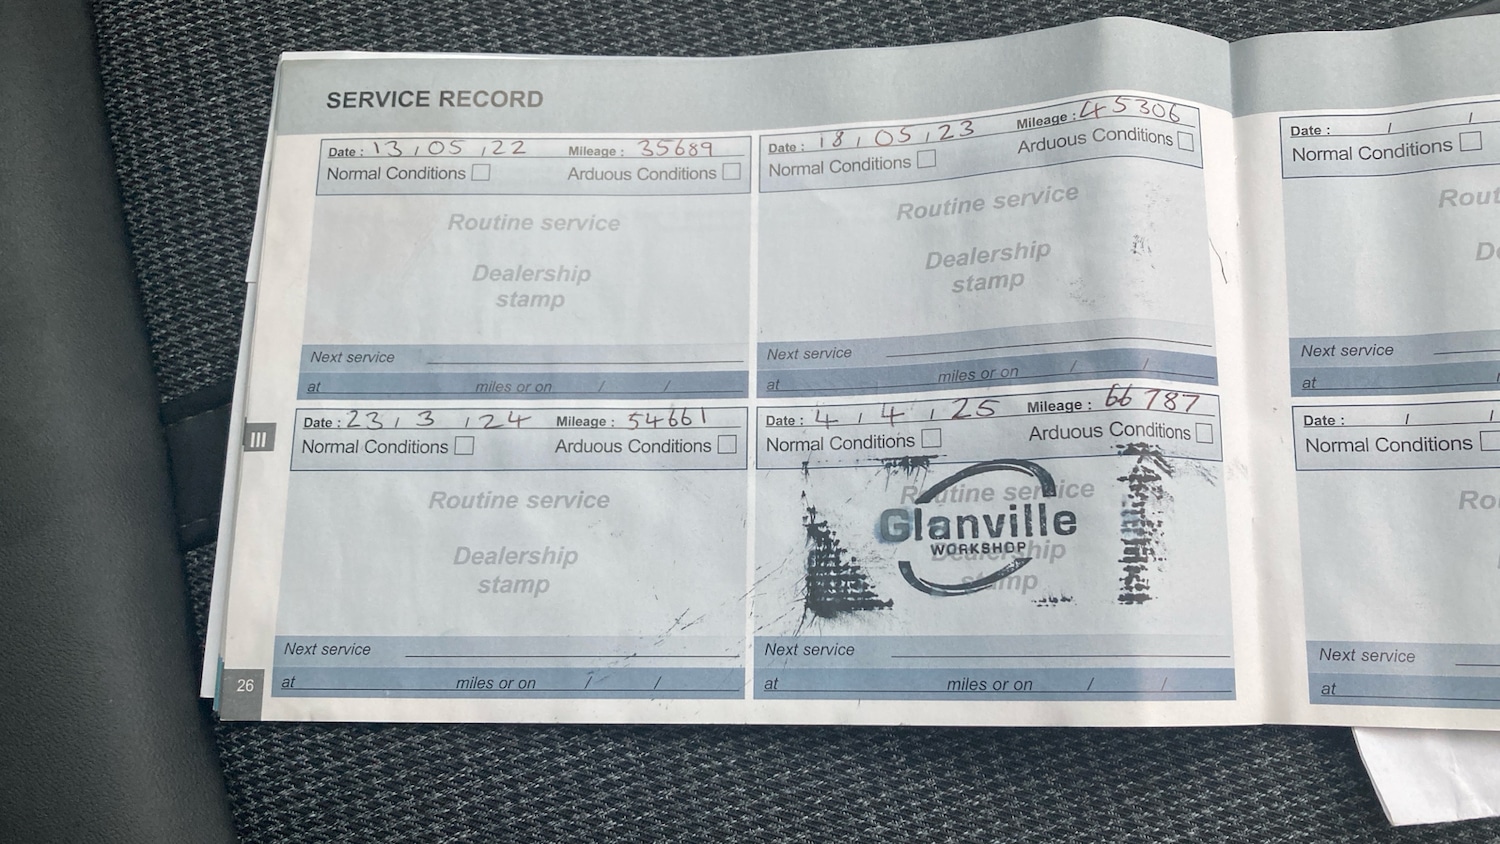 SERVICE RECORD
Date : 13 / 05 / 22 Mileage : 35689
Normal Conditions Arduous Conditions
Routine service
Dealership
stamp
Next service
at miles or on / /
Date : 18 / 05 / 23 Mileage : 45306
Normal Conditions Arduous Conditions
Routine service
Dealership
stamp
Next service
at miles or on / /
Date : 23 / 3 / 24 Mileage : 54661
Normal Conditions Arduous Conditions
Routine service
Dealership
stamp
Next service
at miles or on / /
Date : 4 / 4 / 25 Mileage : 66787
Normal Conditions Arduous Conditions
Routine service
Glanville
WORKSHOP
Dealership
stamp
Next service
at miles or on / /
III
26
Date : / /
Normal Conditions
Next service
at
Date : / /
Normal Conditions
Next service
at